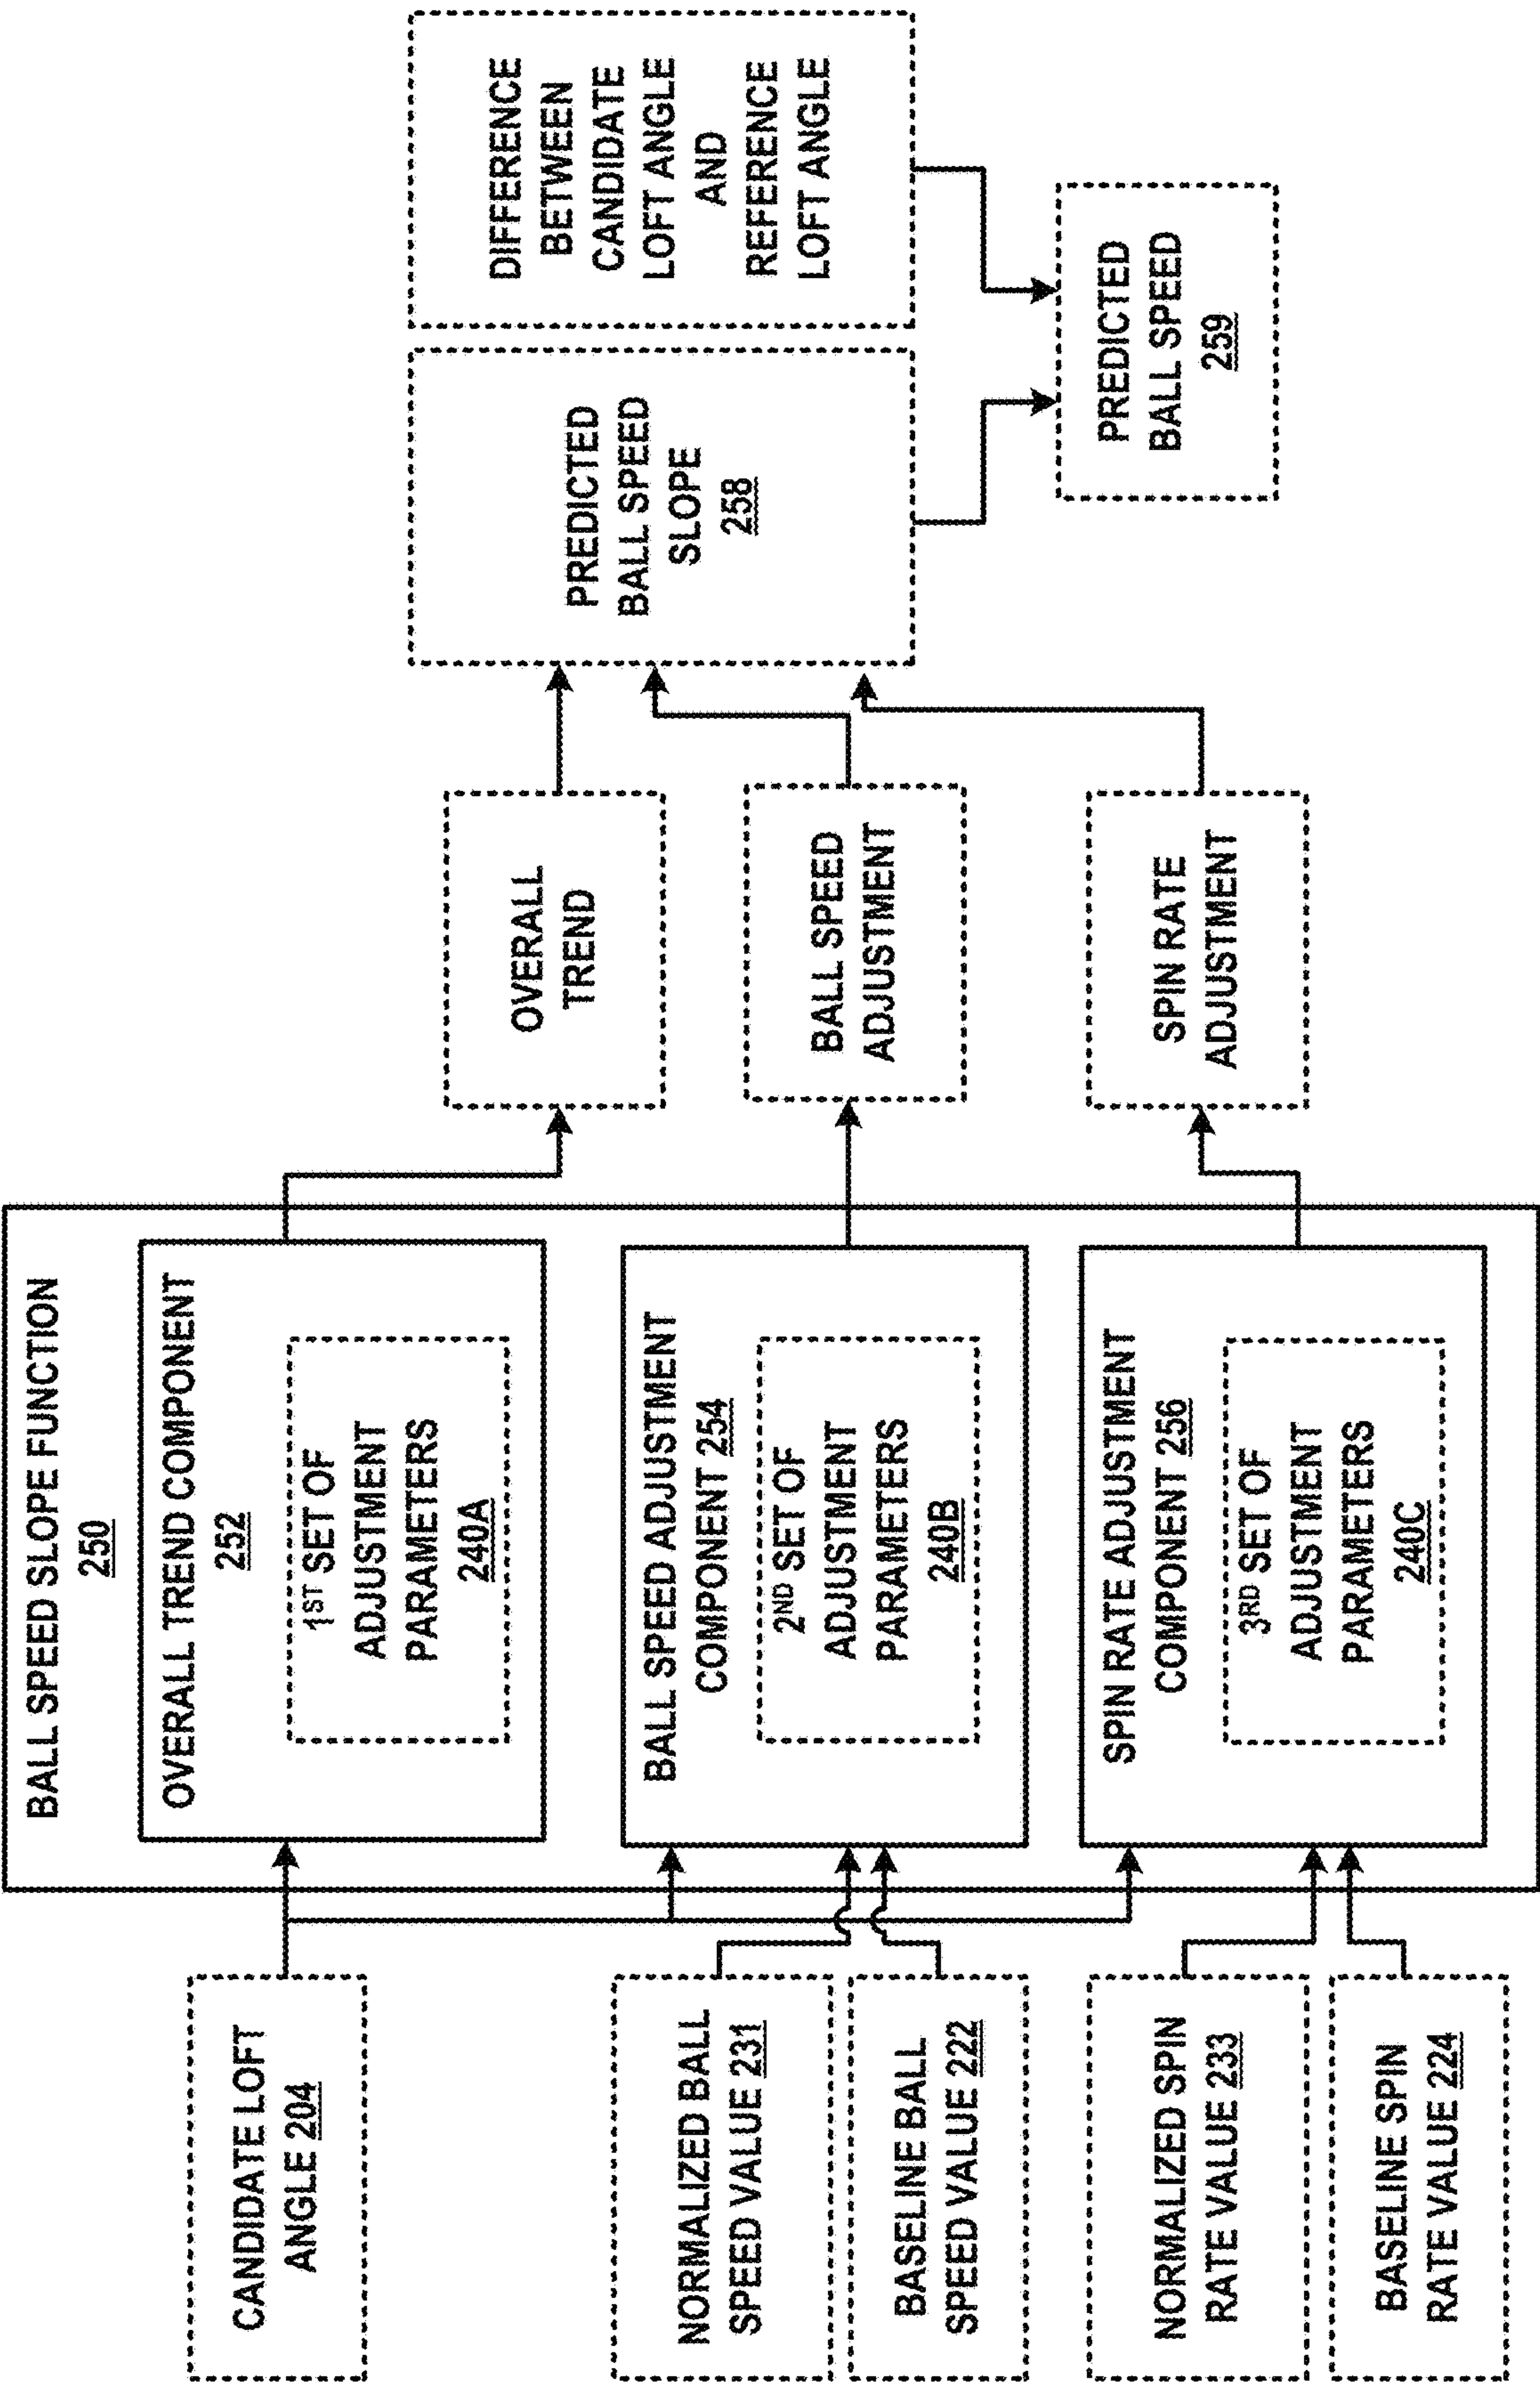 CANDIDATE LOFT
ANGLE 204
NORMALIZED BALL
SPEED VALUE 231
BASELINE BALL
SPEED VALUE 222
NORMALIZED SPIN
RATE VALUE 233
BASELINE SPIN
RATE VALUE 224
BALL SPEED SLOPE FUNCTION
250
OVERALL TREND COMPONENT
252
1ST SET OF
ADJUSTMENT
PARAMETERS
240A
BALL SPEED ADJUSTMENT
COMPONENT 254
2ND SET OF
ADJUSTMENT
PARAMETERS
240B
SPIN RATE ADJUSTMENT
COMPONENT 256
3RD SET OF
ADJUSTMENT
PARAMETERS
240C
OVERALL
TREND
BALL SPEED
ADJUSTMENT
SPIN RATE
ADJUSTMENT
PREDICTED
BALL SPEED
SLOPE
258
DIFFERENCE
BETWEEN
CANDIDATE
LOFT ANGLE
AND
REFERENCE
LOFT ANGLE
PREDICTED
BALL SPEED
259